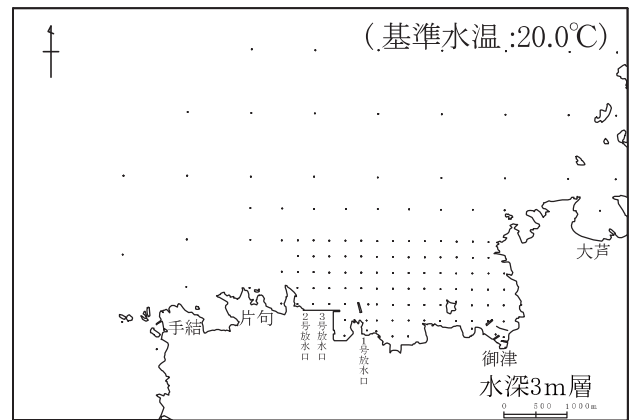 (基準水温:20.0℃)
大芦
手結
片句
2号放水口
3号放水口
1号放水口
御津
水深3m層
0 500 1000m